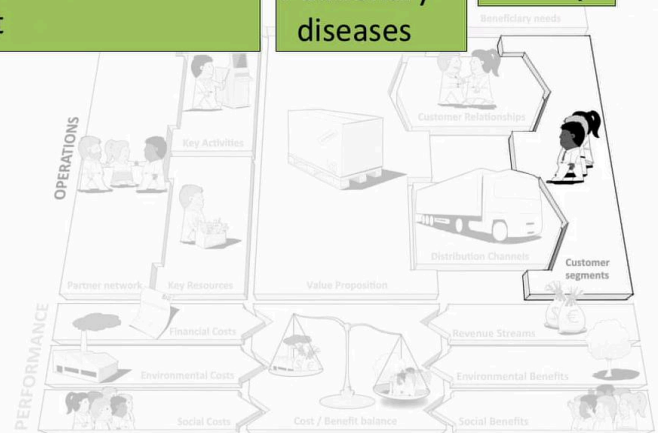 diseases
Beneficiary needs
OPERATIONS
Customer Relationships
Key Activities
Distribution Channels
Customer
segments
Partner network
Key Resources
Value Proposition
PERFORMANCE
Financial Costs
Revenue Streams
Environmental Costs
Environmental Benefits
Social Costs
Cost / Benefit balance
Social Benefits